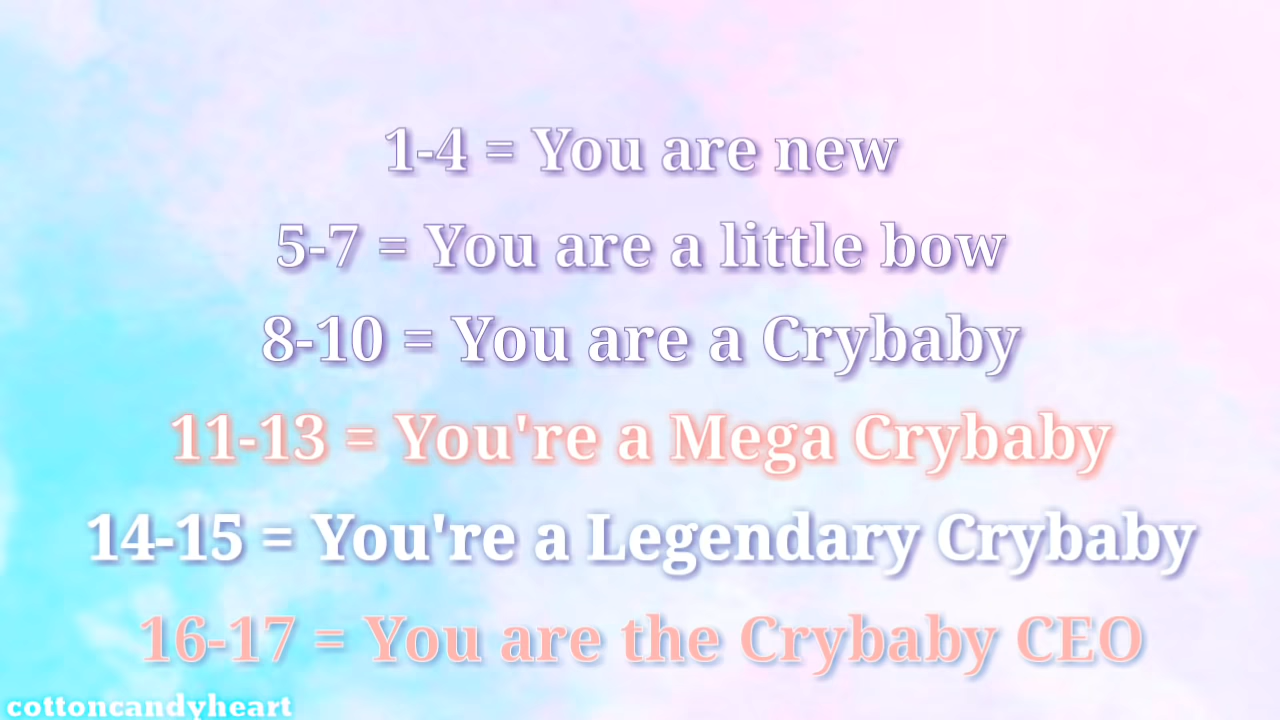 1-4 = You are new
5-7 = You are a little bow
8-10 = You are a Crybaby
11-13 = You're a Mega Crybaby
14-15 = You're a Legendary Crybaby
16-17 = You are the Crybaby CEO
cottoncandyheart